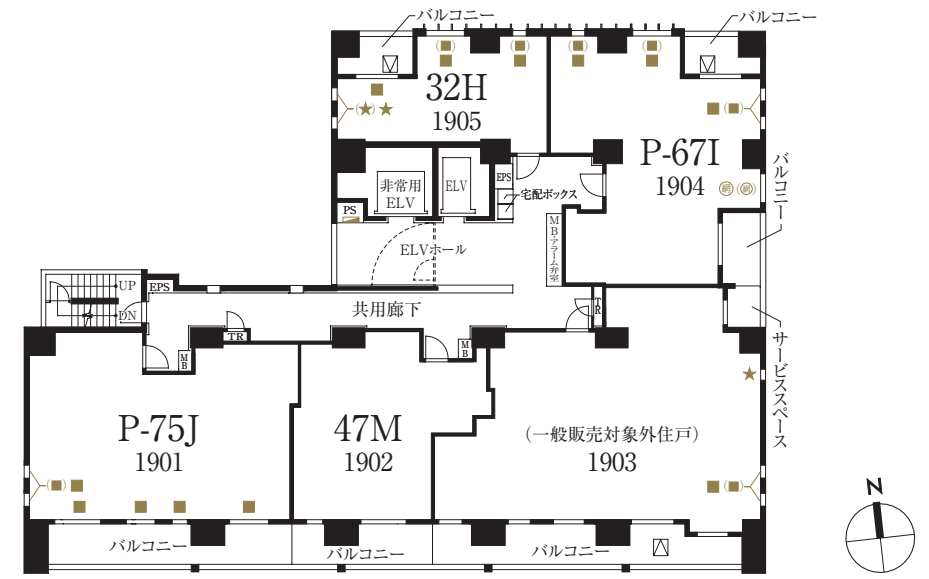 バルコニー
バルコニー
32H
1905
P-67I
1904
網
網
バルコニー
非常用
ELV
ELV
EPS
宅配ボックス
PS
ELVホール
MB・アラーム弁室
UP
DN
EPS
共用廊下
TR
TR
MB
MB
サービススペース
P-75J
1901
47M
1902
(一般販売対象外住戸)
1903
バルコニー
バルコニー
バルコニー
N